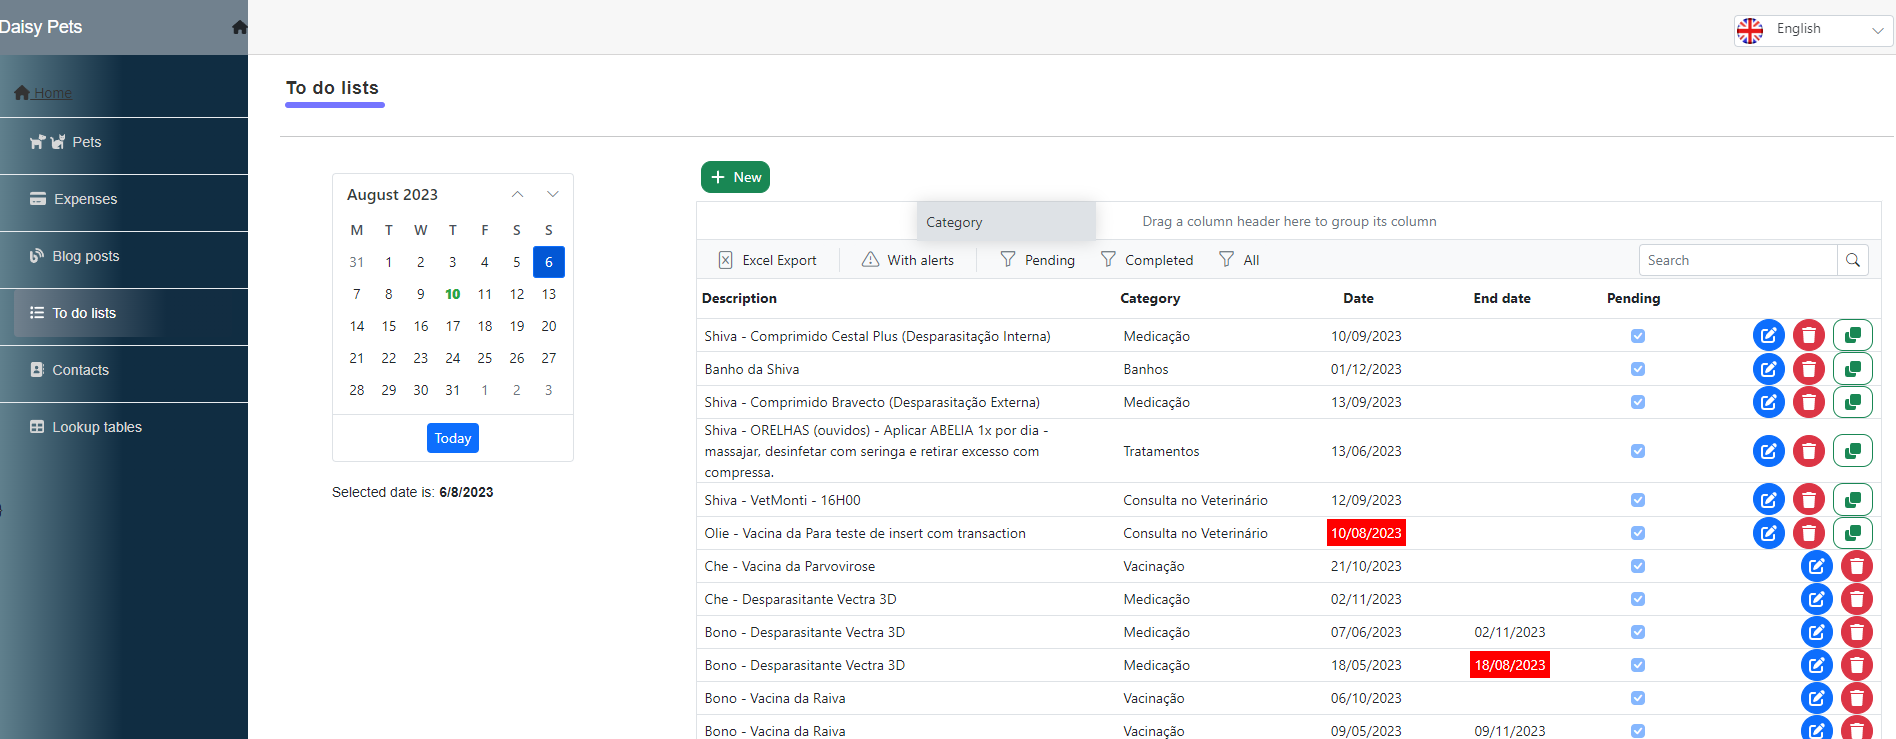 Daisy Pets
English
Home
Pets
Expenses
Blog posts
To do lists
Contacts
Lookup tables
To do lists
August 2023
M T W T F S S
31 1 2 3 4 5 6
7 8 9 10 11 12 13
14 15 16 17 18 19 20
21 22 23 24 25 26 27
28 29 30 31 1 2 3
Today
Selected date is: 6/8/2023
New
Category
Drag a column header here to group its column
Excel Export With alerts Pending Completed All Search
Description Category Date End date Pending
Shiva - Comprimido Cestal Plus (Desparasitação Interna) Medicação 10/09/2023
Banho da Shiva Banhos 01/12/2023
Shiva - Comprimido Bravecto (Desparasitação Externa) Medicação 13/09/2023
Shiva - ORELHAS (ouvidos) - Aplicar ABELIA 1x por dia -
massajar, desinfetar com seringa e retirar excesso com
compressa.
Tratamentos 13/06/2023
Shiva - VetMonti - 16H00 Consulta no Veterinário 12/09/2023
Olie - Vacina da Para teste de insert com transaction Consulta no Veterinário 10/08/2023
Che - Vacina da Parvovirose Vacinação 21/10/2023
Che - Desparasitante Vectra 3D Medicação 02/11/2023
Bono - Desparasitante Vectra 3D Medicação 07/06/2023 02/11/2023
Bono - Desparasitante Vectra 3D Medicação 18/05/2023 18/08/2023
Bono - Vacina da Raiva Vacinação 06/10/2023
Bono - Vacina da Raiva Vacinação 09/05/2023 09/11/2023